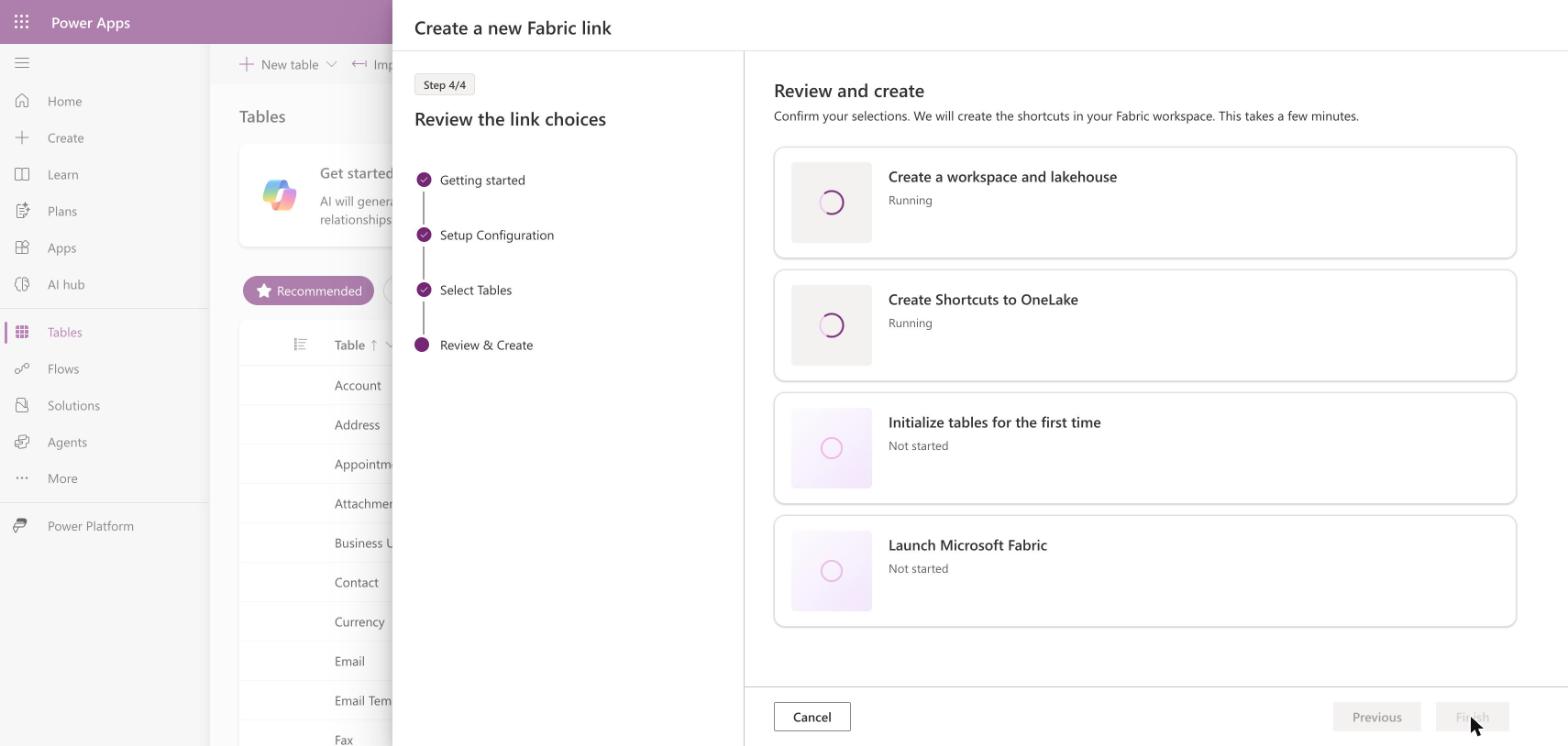 Power Apps
Create a new Fabric link
Home
Create
Learn
Plans
Apps
AI hub
Tables
Flows
Solutions
Agents
More
Power Platform
New table
Tables
Get started
AI will
relationships
Recommended
Table
Account
Address
Attachmen
Business U
Contact
Currency
Email
Email Tem
Fax
Step 4/4
Review the link choices
Getting started
Setup Configuration
Select Tables
Review & Create
Review and create
Confirm your selections. We will create the shortcuts in your Fabric workspace. This takes a few minutes.
Create a workspace and lakehouse
Running
Create Shortcuts to OneLake
Running
Initialize tables for the first time
Not started
Launch Microsoft Fabric
Not started
Cancel
Previous
Finish